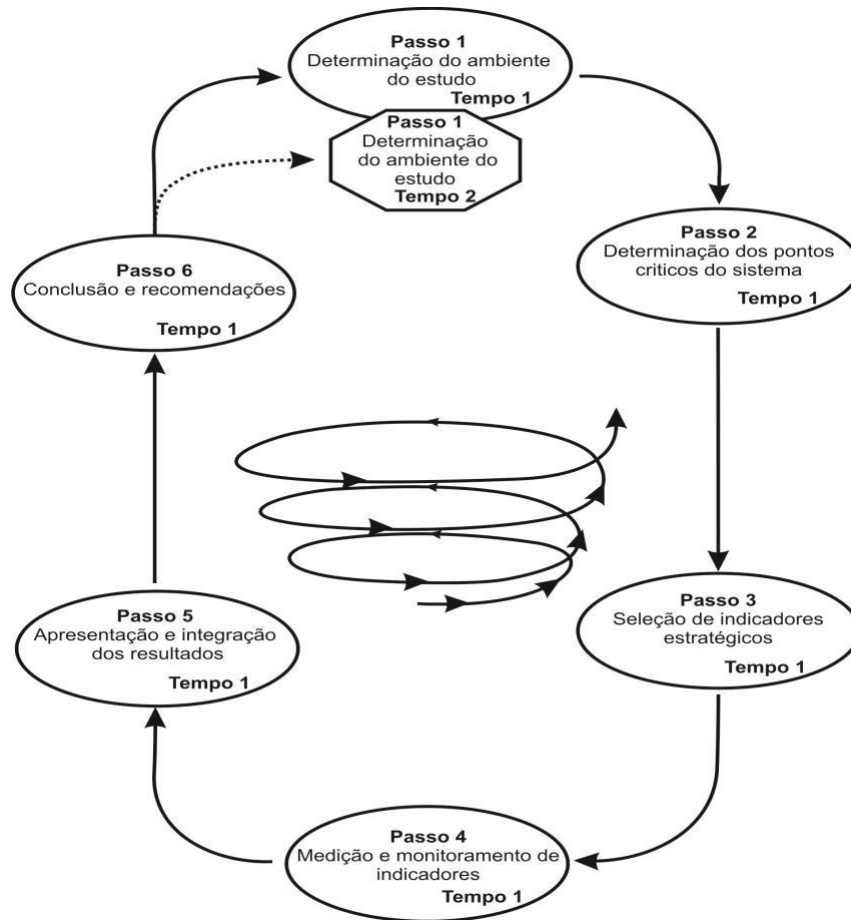 Passo 1
Determinação do ambiente
do estudo
Tempo 1
Passo 1
Determinação
do ambiente do
estudo
Tempo 2
Passo 2
Determinação dos pontos
criticos do sistema
Tempo 1
Passo 3
Seleção de indicadores
estratégicos
Tempo 1
Passo 4
Medição e monitoramento de
indicadores
Tempo 1
Passo 5
Apresentação e integração
dos resultados
Tempo 1
Passo 6
Conclusão e recomendações
Tempo 1